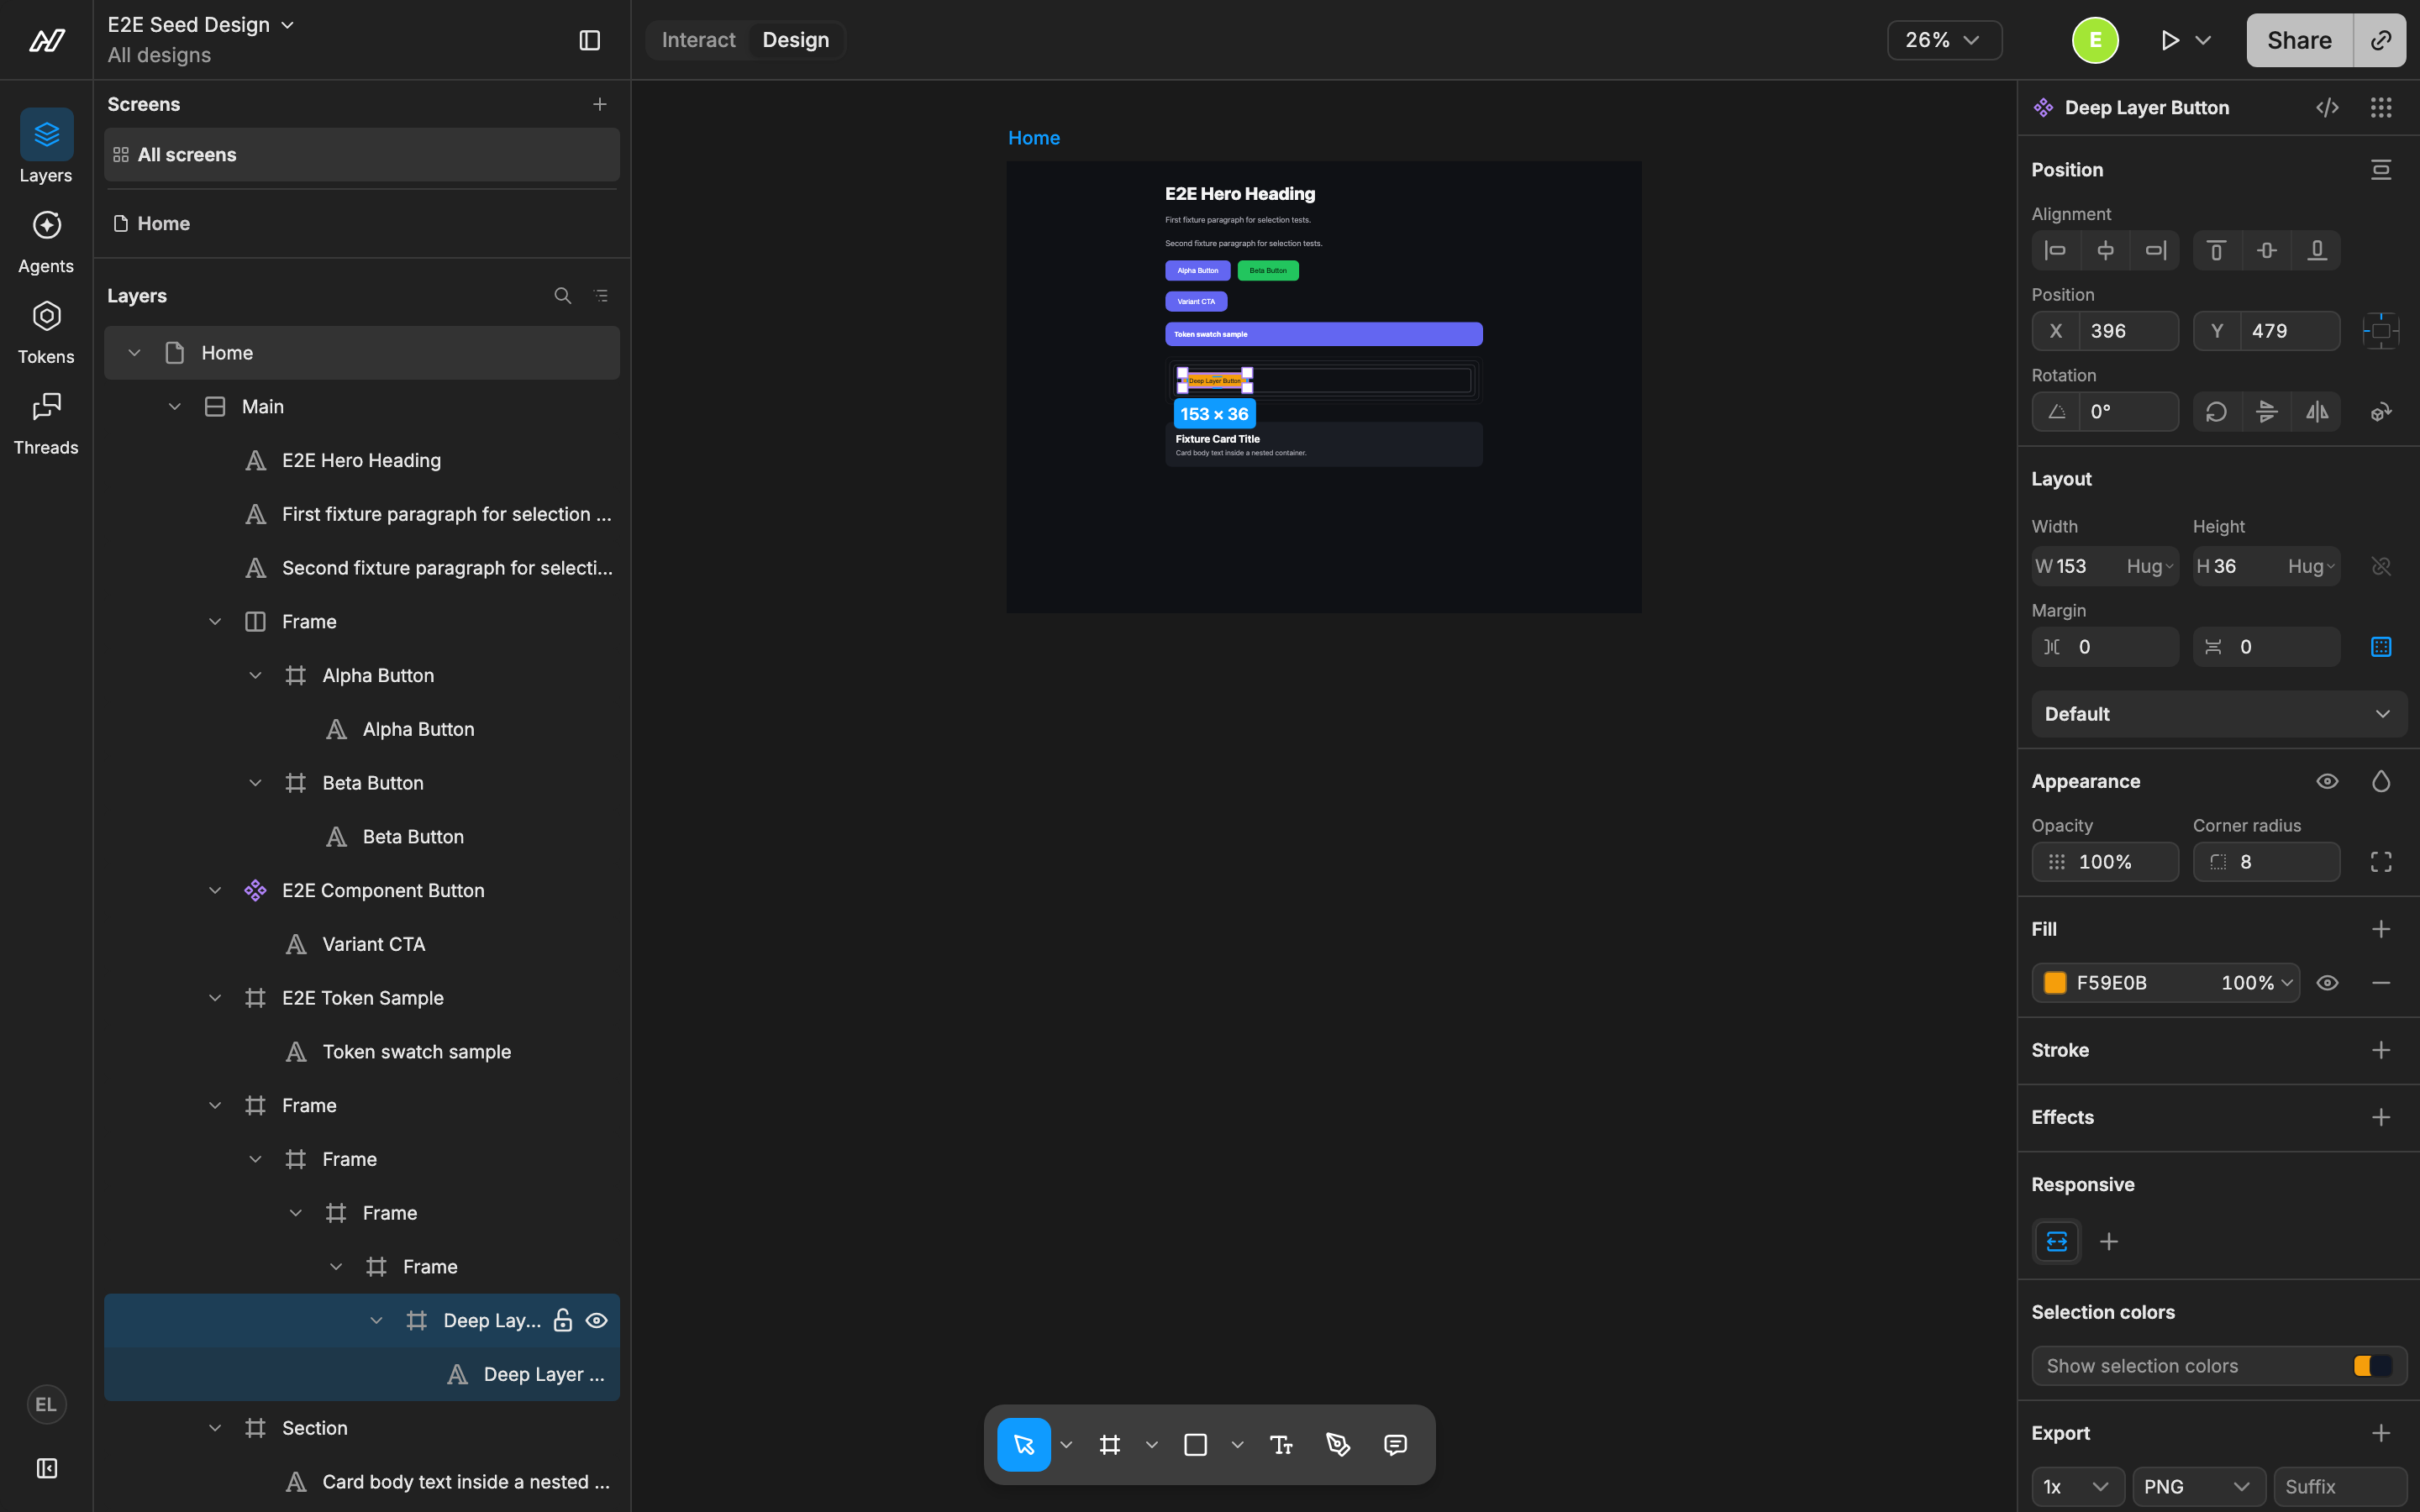 E2E Seed Design
All designs
Interact
Design
26%
E
Share
Layers
Agents
Tokens
Threads
EL
Screens
All screens
Home
Layers
Home
Main
E2E Hero Heading
First fixture paragraph for selection ...
Second fixture paragraph for selecti...
Frame
Alpha Button
Alpha Button
Beta Button
Beta Button
E2E Component Button
Variant CTA
E2E Token Sample
Token swatch sample
Frame
Frame
Frame
Frame
Deep Lay...
Deep Layer ...
Section
Card body text inside a nested ...
Home
E2E Hero Heading
First fixture paragraph for selection tests.
Second fixture paragraph for selection tests.
Alpha Button
Beta Button
Variant CTA
Token swatch sample
Deep Layer Button
153 × 36
Fixture Card Title
Card body text inside a nested container.
Deep Layer Button
Position
Alignment
Position
X 396
Y 479
Rotation
0°
Layout
Width
Height
W 153 Hug
H 36 Hug
Margin
0
0
Default
Appearance
Opacity
Corner radius
100%
8
Fill
F59E0B 100%
Stroke
Effects
Responsive
Selection colors
Show selection colors
Export
1x
PNG
Suffix